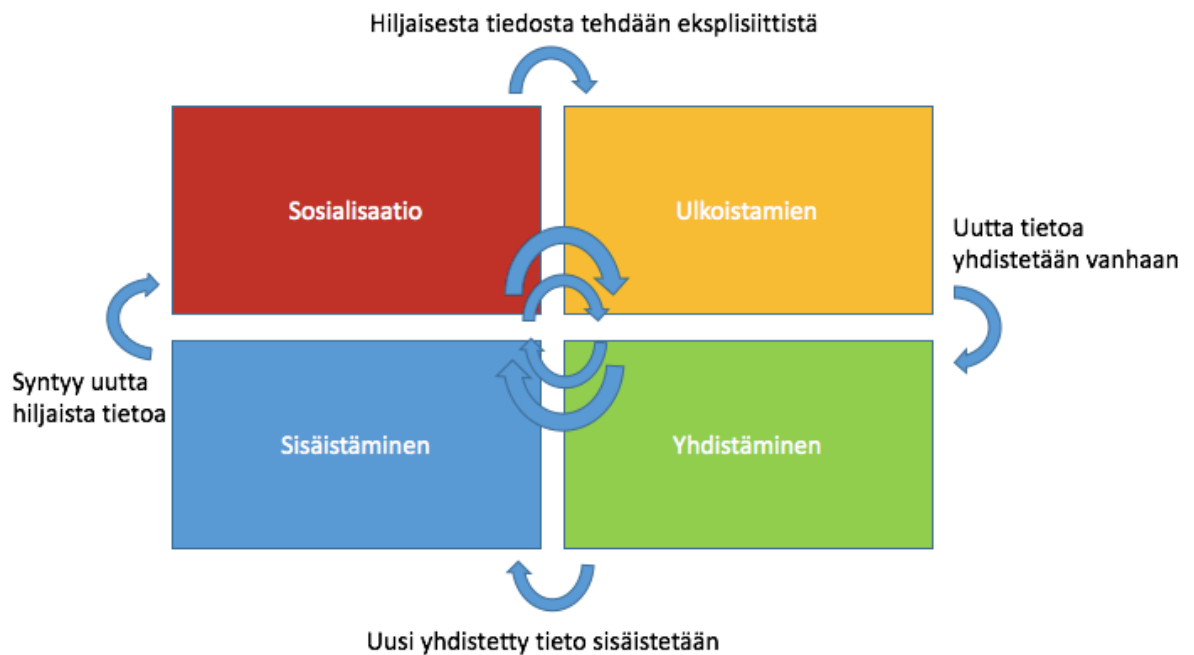 Hiljaisesta tiedosta tehdään eksplisiittistä
Sosialisaatio
Ulkoistamien
Uutta tietoa
yhdistetään vanhaan
Syntyy uutta
hiljaista tietoa
Sisäistäminen
Yhdistäminen
Uusi yhdistetty tieto sisäistetään